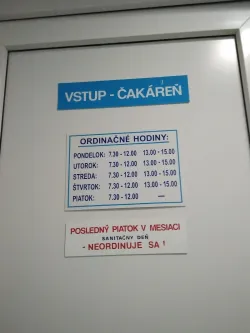 VSTUP - ČAKÁREŇ
ORDINAČNÉ HODINY:
PONDELOK: 7.30 - 12.00 13.00 - 15.00
UTOROK: 7.30 - 12.00 13.00 - 15.00
STREDA: 7.30 - 12.00 13.00 - 15.00
ŠTVRTOK: 7.30 - 12.00 13.00 - 15.00
PIATOK: 7.30 - 12.00 —
POSLEDNÝ PIATOK V MESIACI
SANITAČNÝ DEŇ
- NEORDINUJE SA !